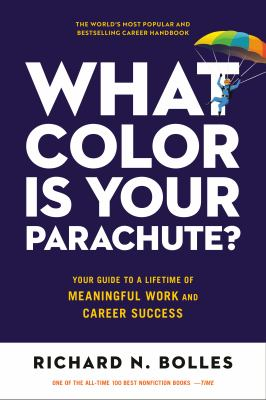 THE WORLD'S MOST POPULAR AND
BESTSELLING CAREER HANDBOOK
WHAT
COLOR
IS YOUR
PARACHUTE?
YOUR GUIDE TO A LIFETIME OF
MEANINGFUL WORK AND
CAREER SUCCESS
RICHARD N. BOLLES
ONE OF THE ALL-TIME 100 BEST NONFICTION BOOKS —TIME